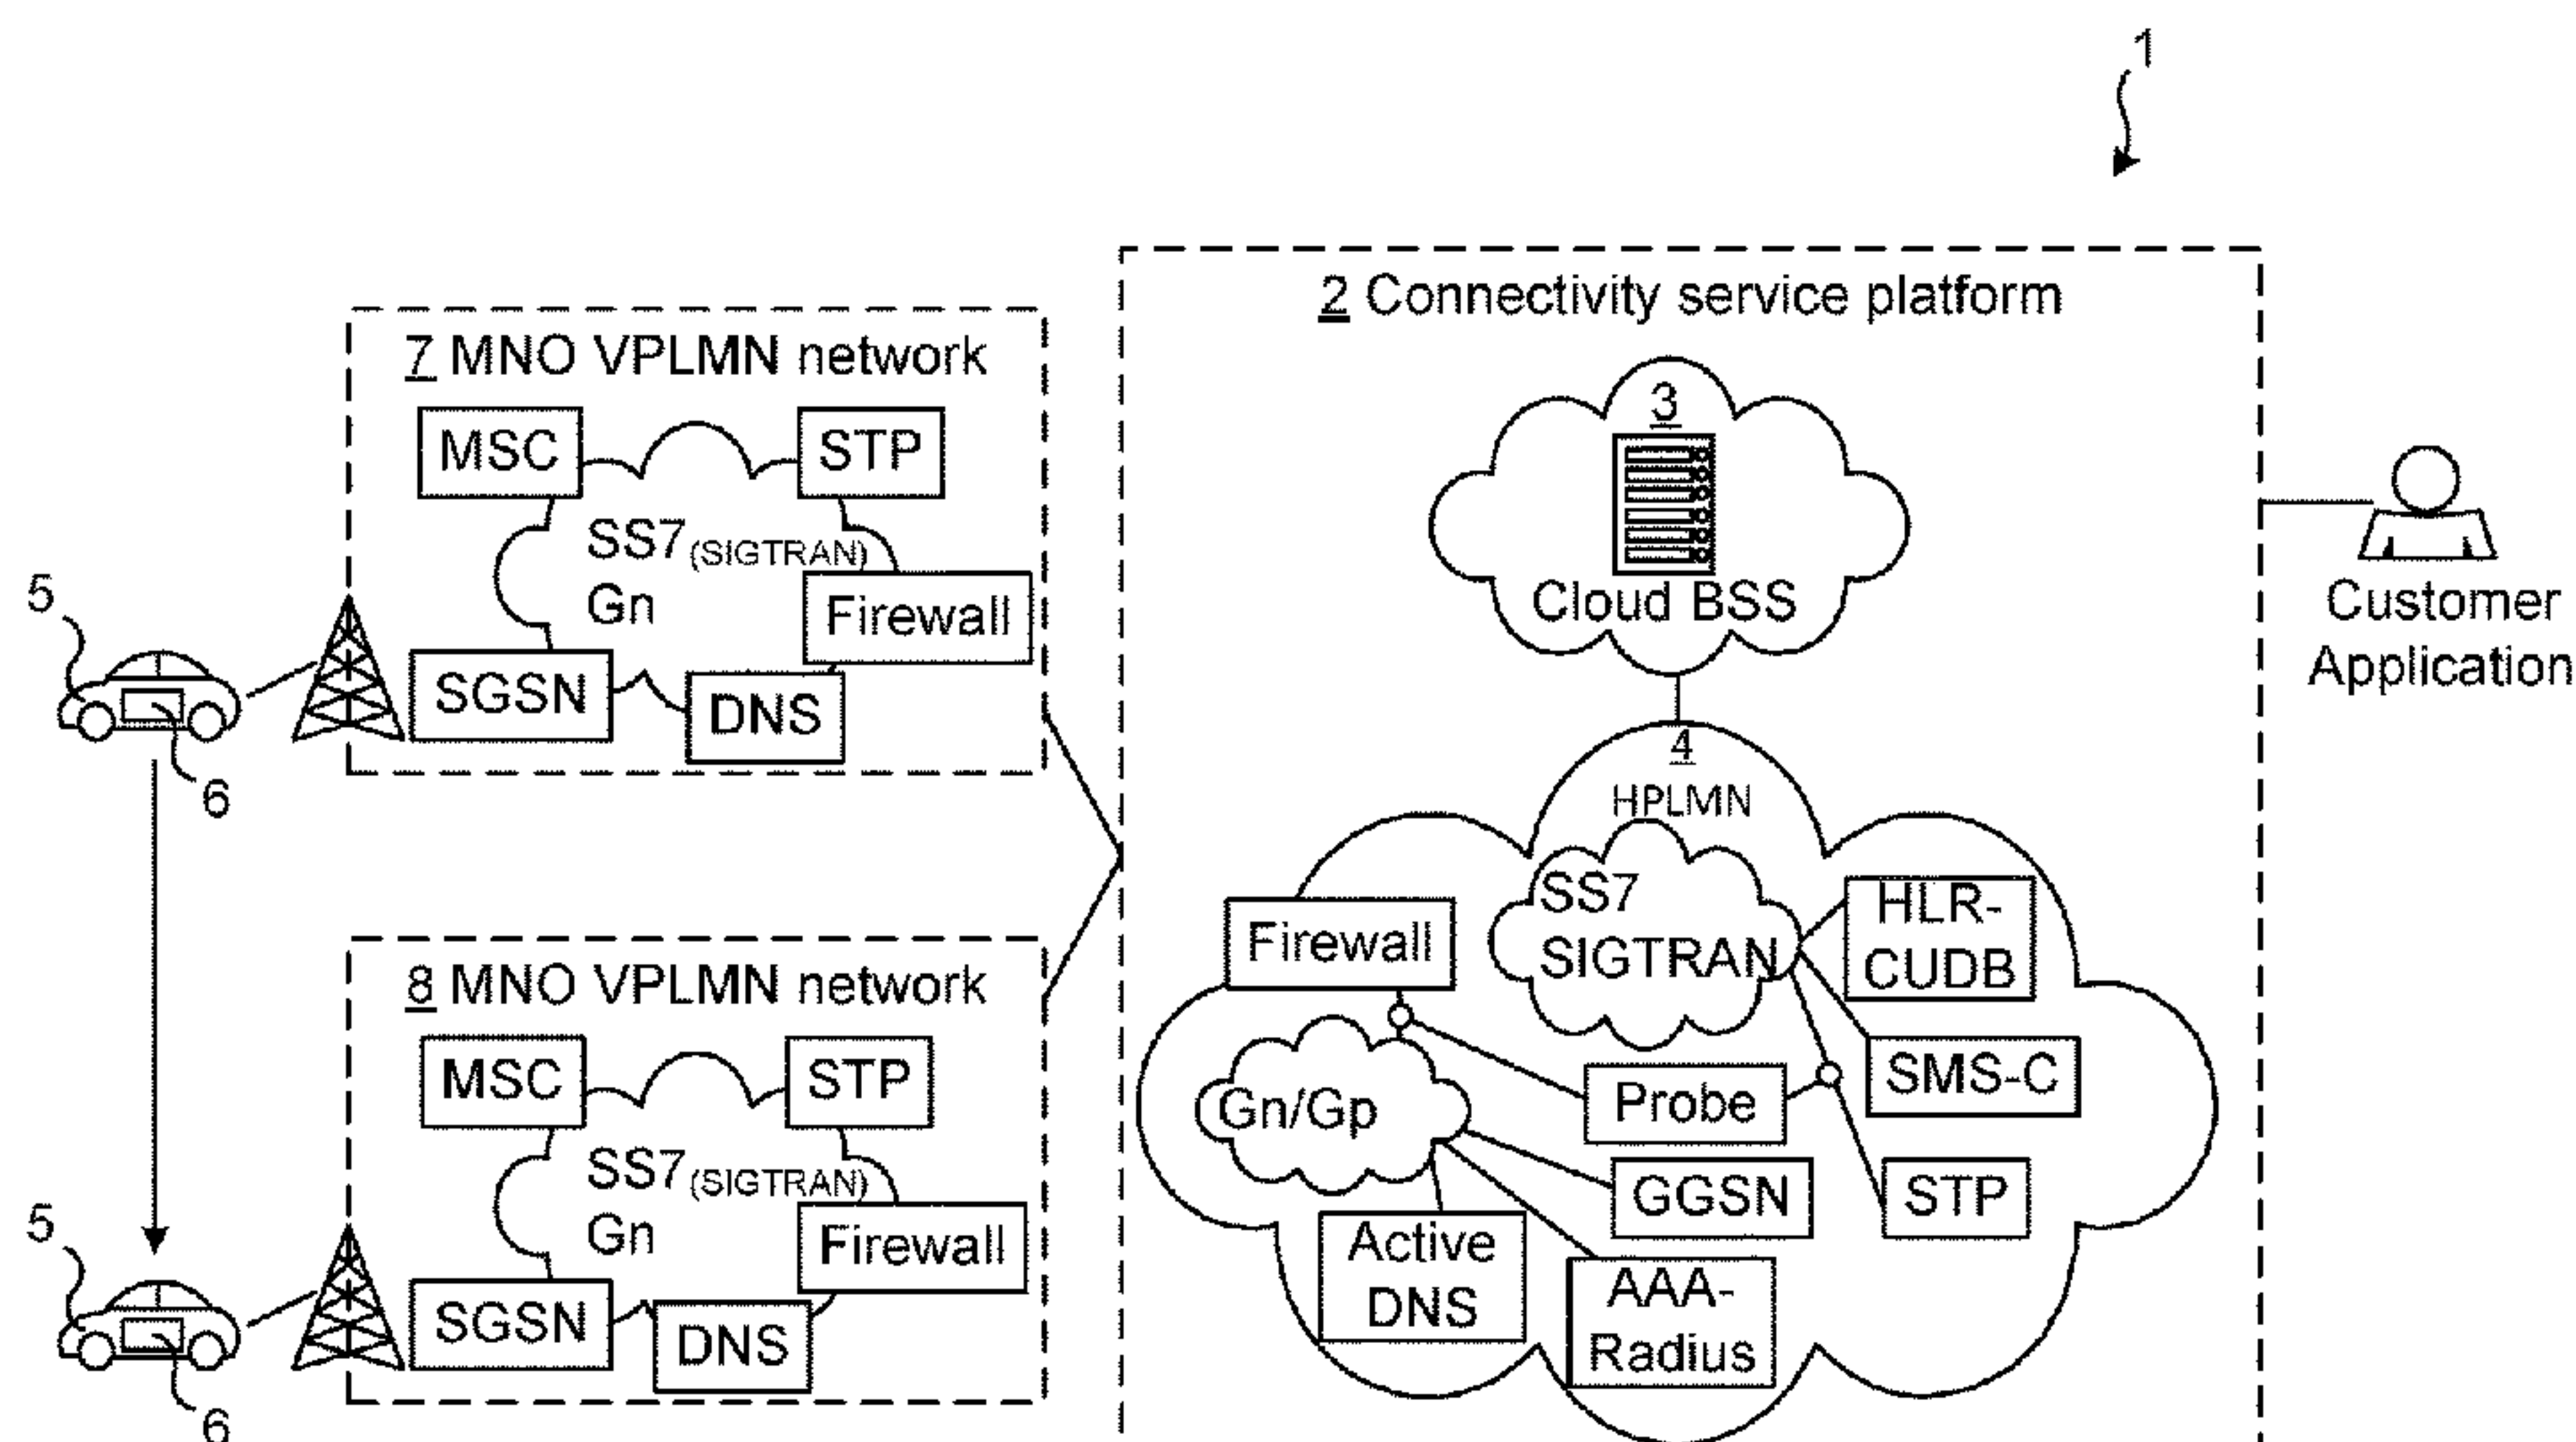 1
2 Connectivity service platform
3
Cloud BSS
Customer
Application
7 MNO VPLMN network
MSC
STP
SS7(SIGTRAN)
Gn
Firewall
SGSN
DNS
5
6
4
HPLMN
SS7
SIGTRAN
Firewall
HLR-
CUDB
SMS-C
Gn/Gp
Probe
GGSN
STP
Active
DNS
AAA-
Radius
8 MNO VPLMN network
MSC
STP
SS7(SIGTRAN)
Gn
Firewall
SGSN
DNS
5
6